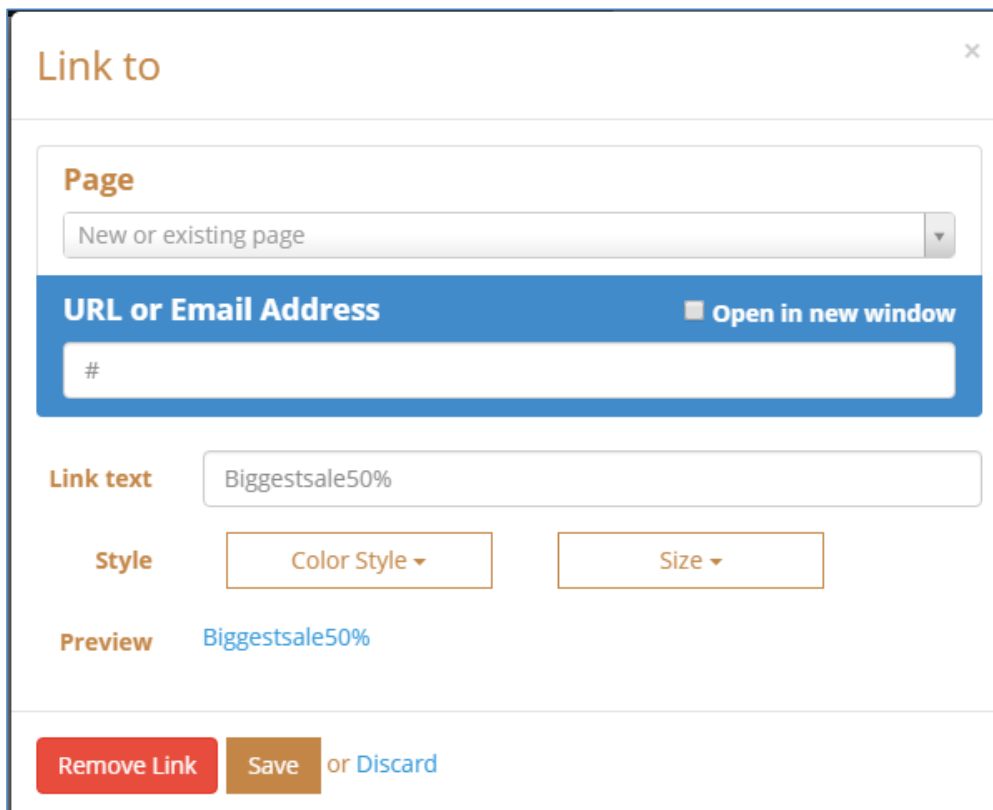 Link to ×
Page
New or existing page
URL or Email Address Open in new window
#
Link text Biggestsale50%
Style Color Style Size
Preview Biggestsale50%
Remove Link Save or Discard